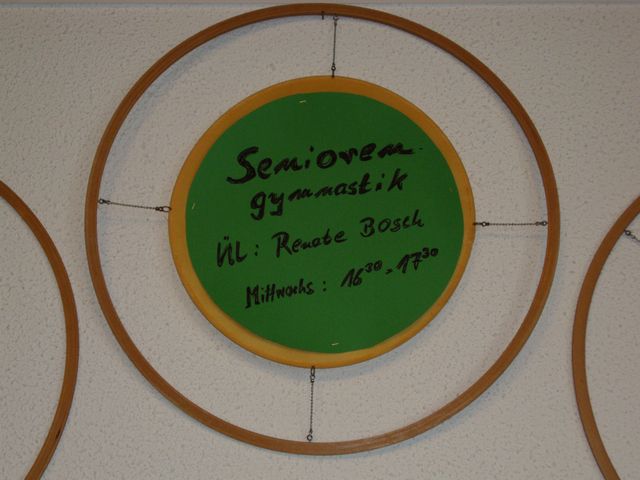 Senioren-
gymnastik
ÜL: Renate Bosch
Mittwochs: 16³⁰-17³⁰